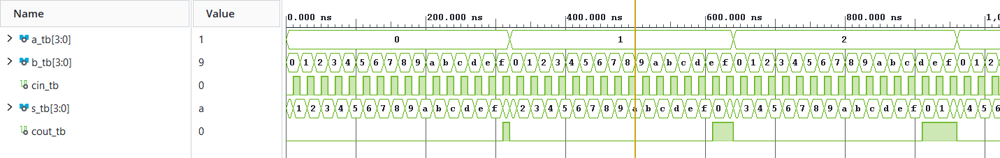 Name Value 0.000 ns 200.000 ns 400.000 ns 600.000 ns 800.000 ns 1,0
a_tb[3:0] 1 0 1 2
b_tb[3:0] 9 0 1 2 3 4 5 6 7 8 9 a b c d e f 0 1 2 3 4 5 6 7 8 9 a b c d e f 0 1 2 3 4 5 6 7 8 9 a b c d e f 0 1 2
cin_tb 0
s_tb[3:0] a 1 2 3 4 5 6 7 8 9 a b c d e f 2 3 4 5 6 7 8 9 a b c d e f 0 3 4 5 6 7 8 9 a b c d e f 0 1 4 5 6
cout_tb 0